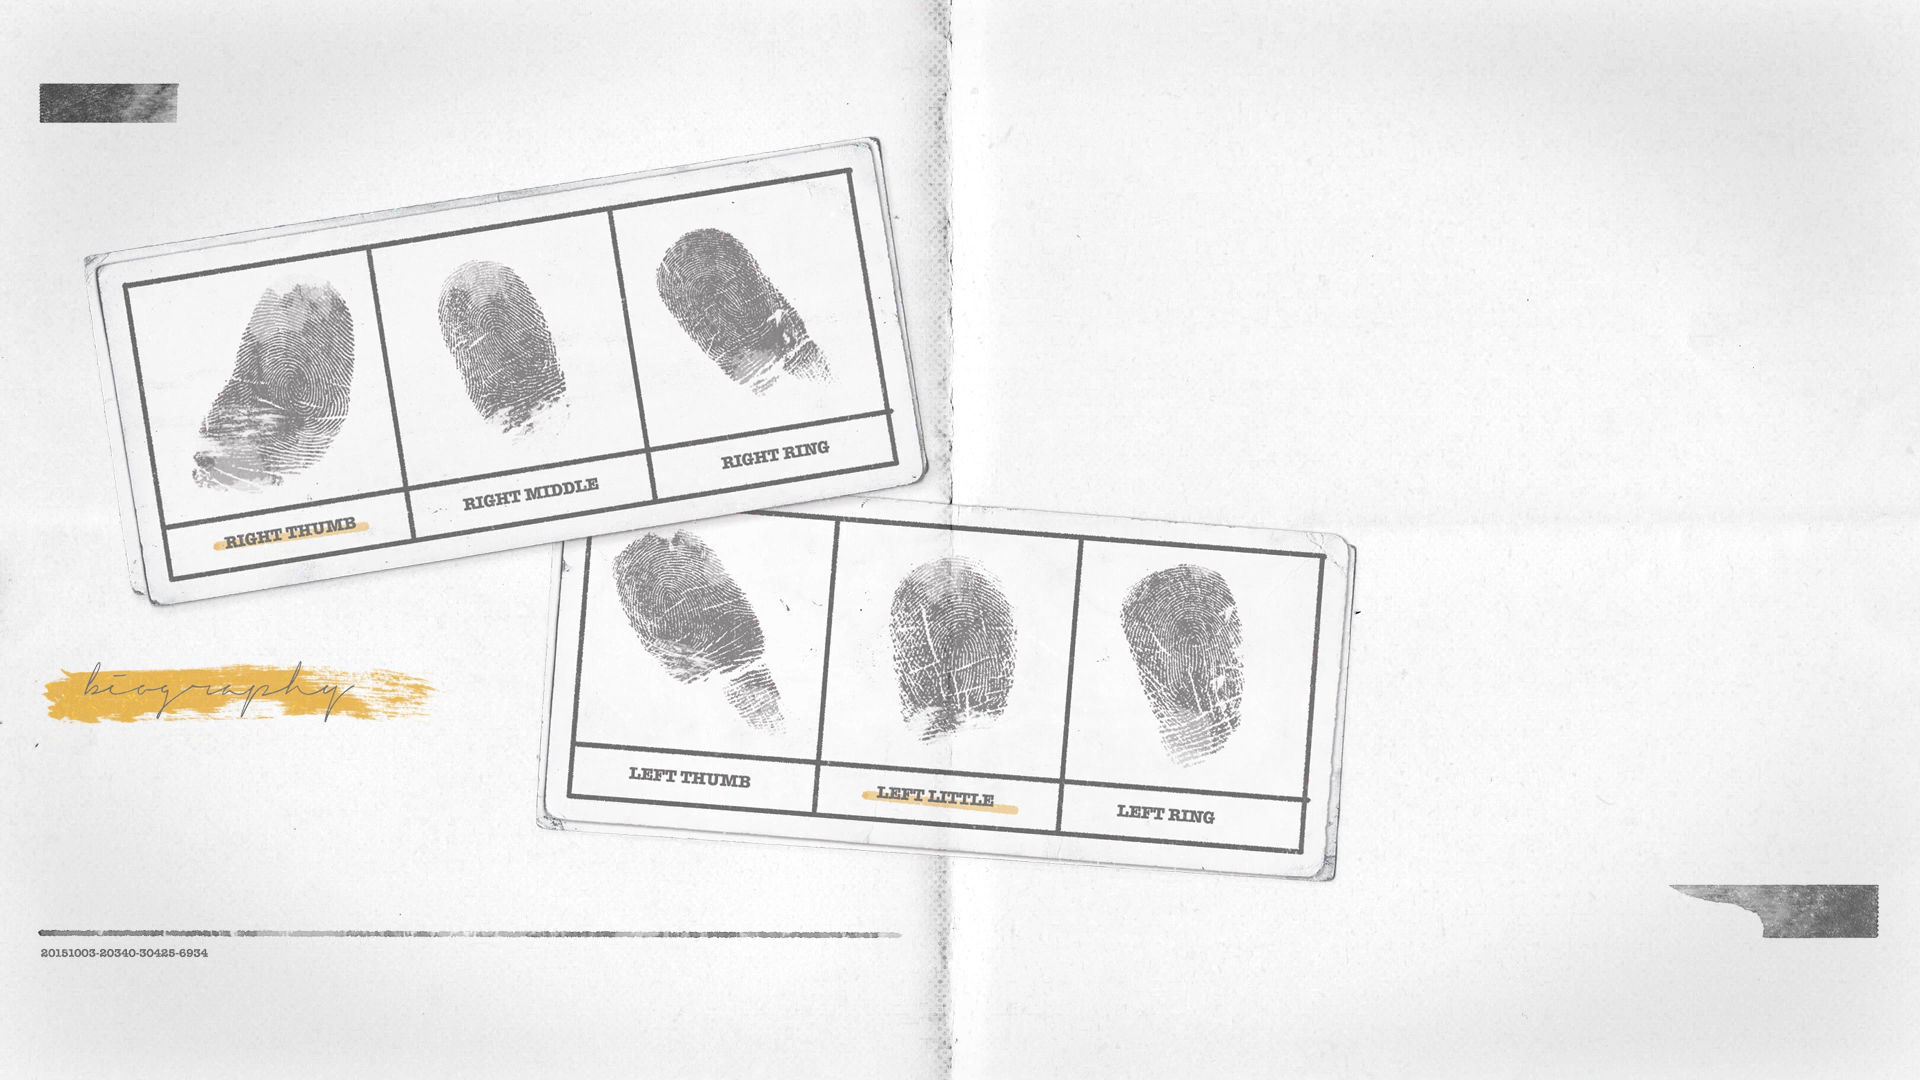 RIGHT THUMB
RIGHT MIDDLE
RIGHT RING
biography
LEFT THUMB
LEFT LITTLE
LEFT RING
20151003-20340-30425-6934